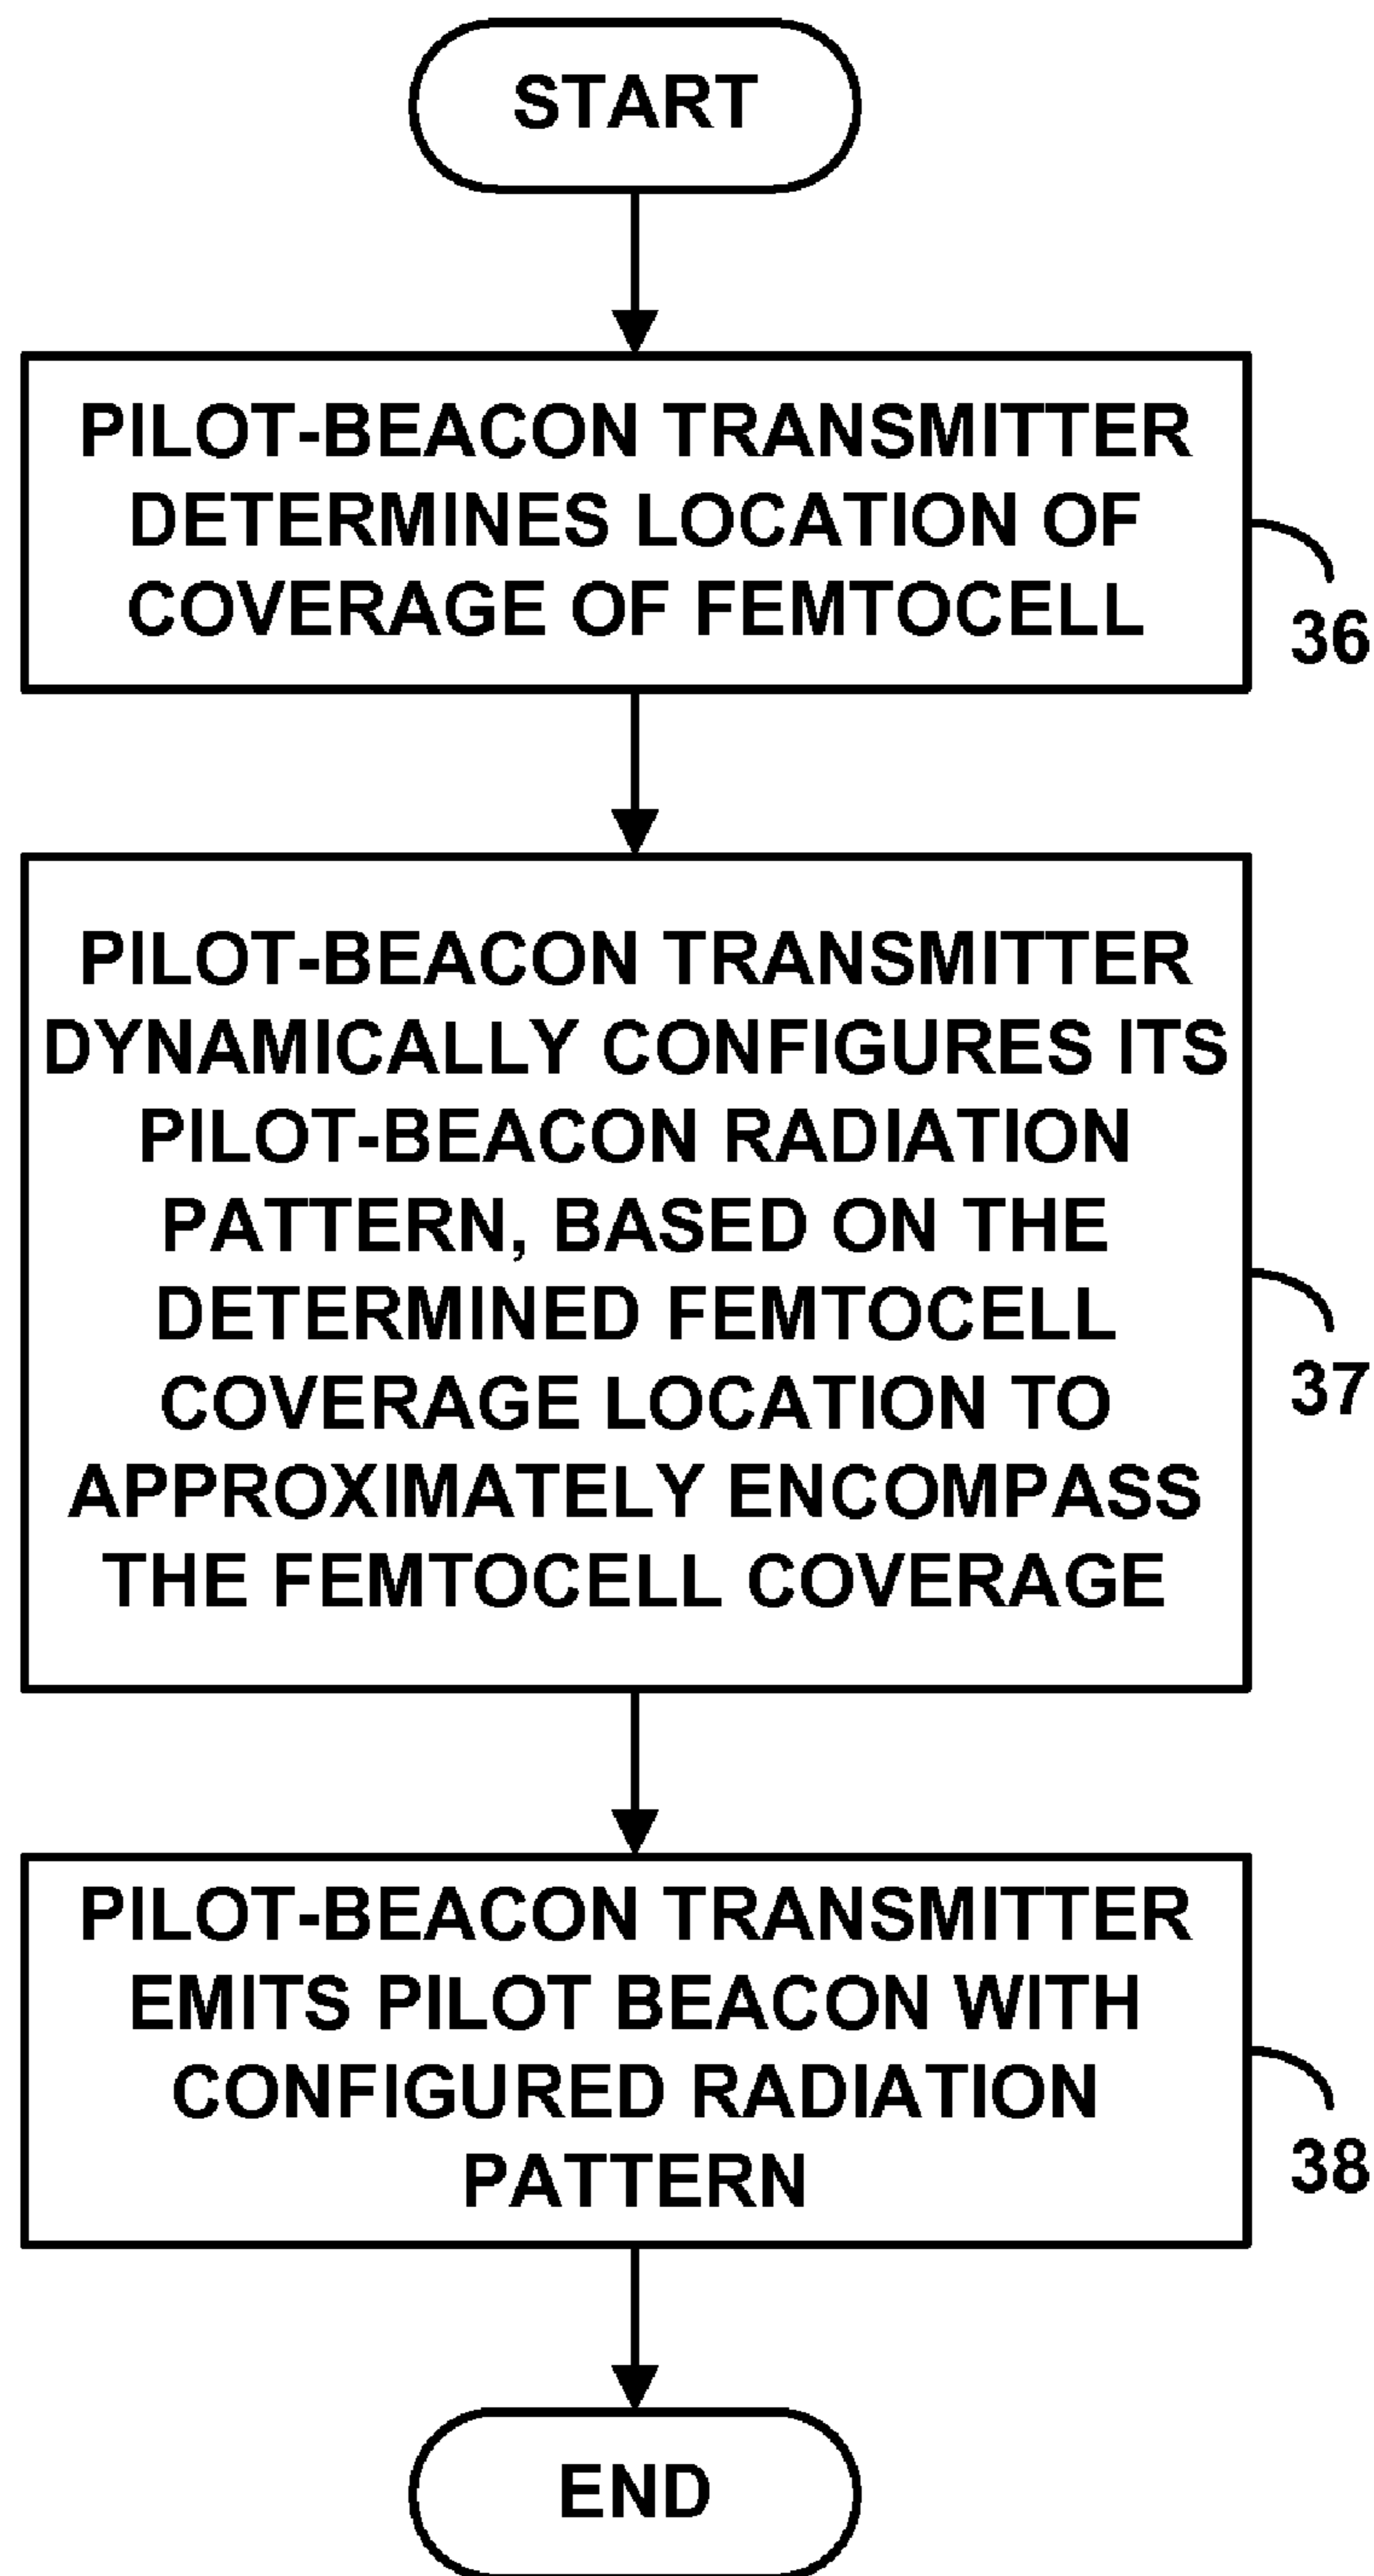 START
PILOT-BEACON TRANSMITTER
DETERMINES LOCATION OF
COVERAGE OF FEMTOCELL
36
PILOT-BEACON TRANSMITTER
DYNAMICALLY CONFIGURES ITS
PILOT-BEACON RADIATION
PATTERN, BASED ON THE
DETERMINED FEMTOCELL
COVERAGE LOCATION TO
APPROXIMATELY ENCOMPASS
THE FEMTOCELL COVERAGE
37
PILOT-BEACON TRANSMITTER
EMITS PILOT BEACON WITH
CONFIGURED RADIATION
PATTERN
38
END